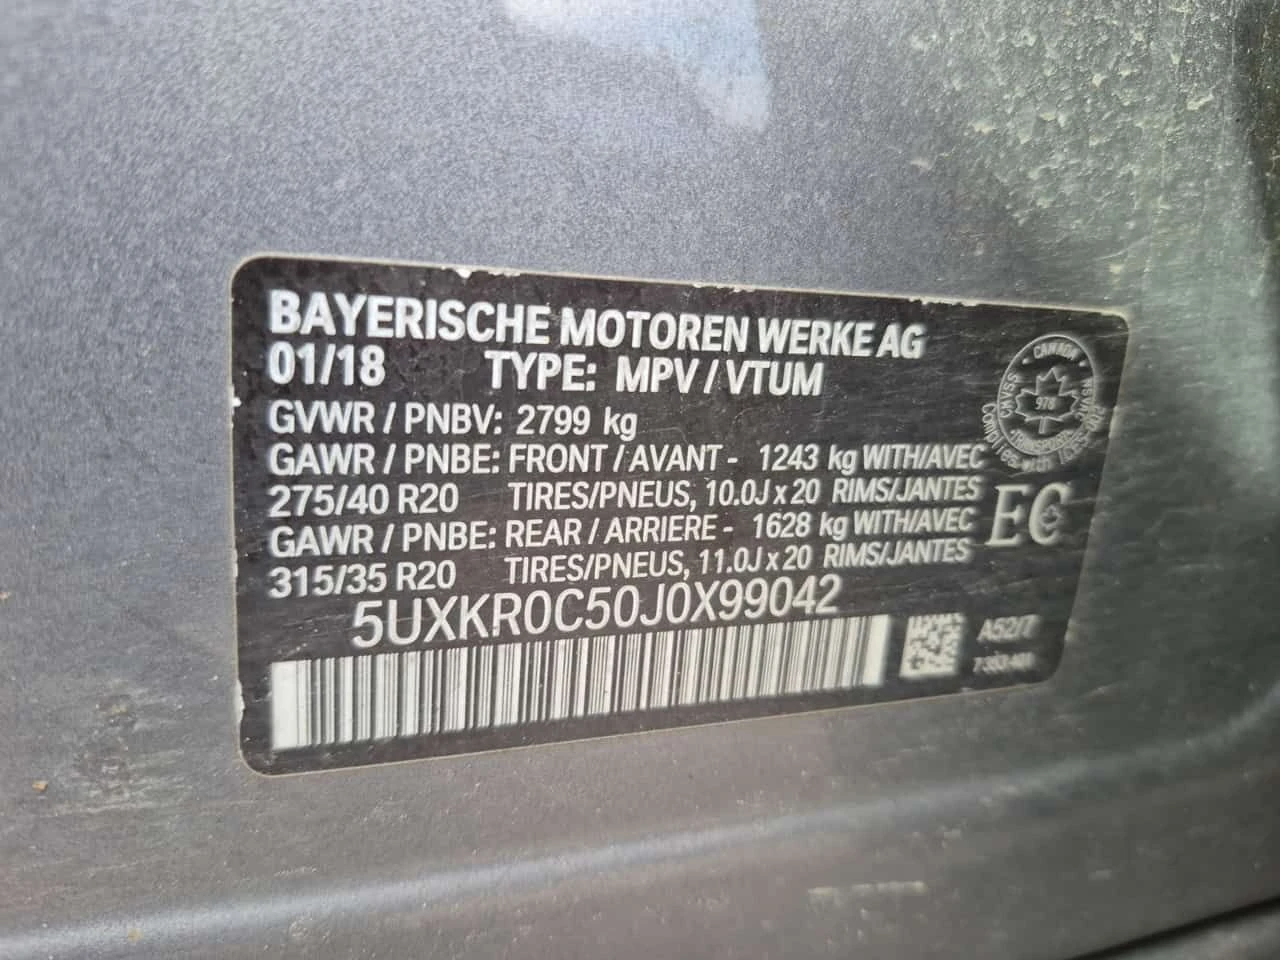 BAYERISCHE MOTOREN WERKE AG
01/18 TYPE: MPV / VTUM
GVWR / PNBV: 2799 kg
GAWR / PNBE: FRONT / AVANT - 1243 kg WITH/AVEC
275/40 R20 TIRES/PNEUS, 10.0J x 20 RIMS/JANTES
GAWR / PNBE: REAR / ARRIERE - 1628 kg WITH/AVEC
315/35 R20 TIRES/PNEUS, 11.0J x 20 RIMS/JANTES
5UXKR0C50J0X99042
CANADA
978
EC
A52/7